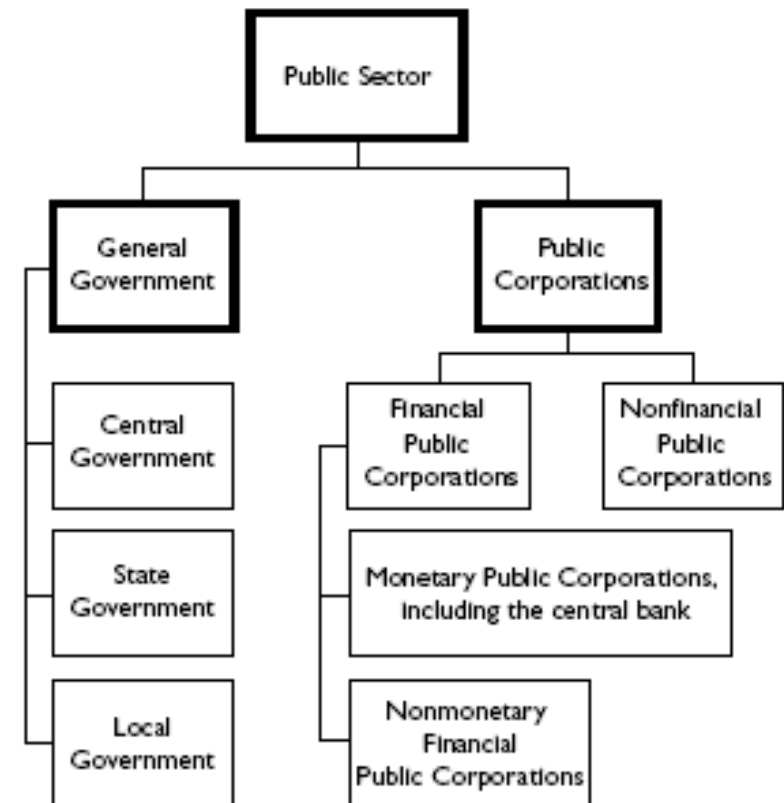 Public Sector
General
Government
Public
Corporations
Central
Government
Financial
Public
Corporations
Nonfinancial
Public
Corporations
State
Government
Monetary Public Corporations,
including the central bank
Local
Government
Nonmonetary
Financial
Public Corporations